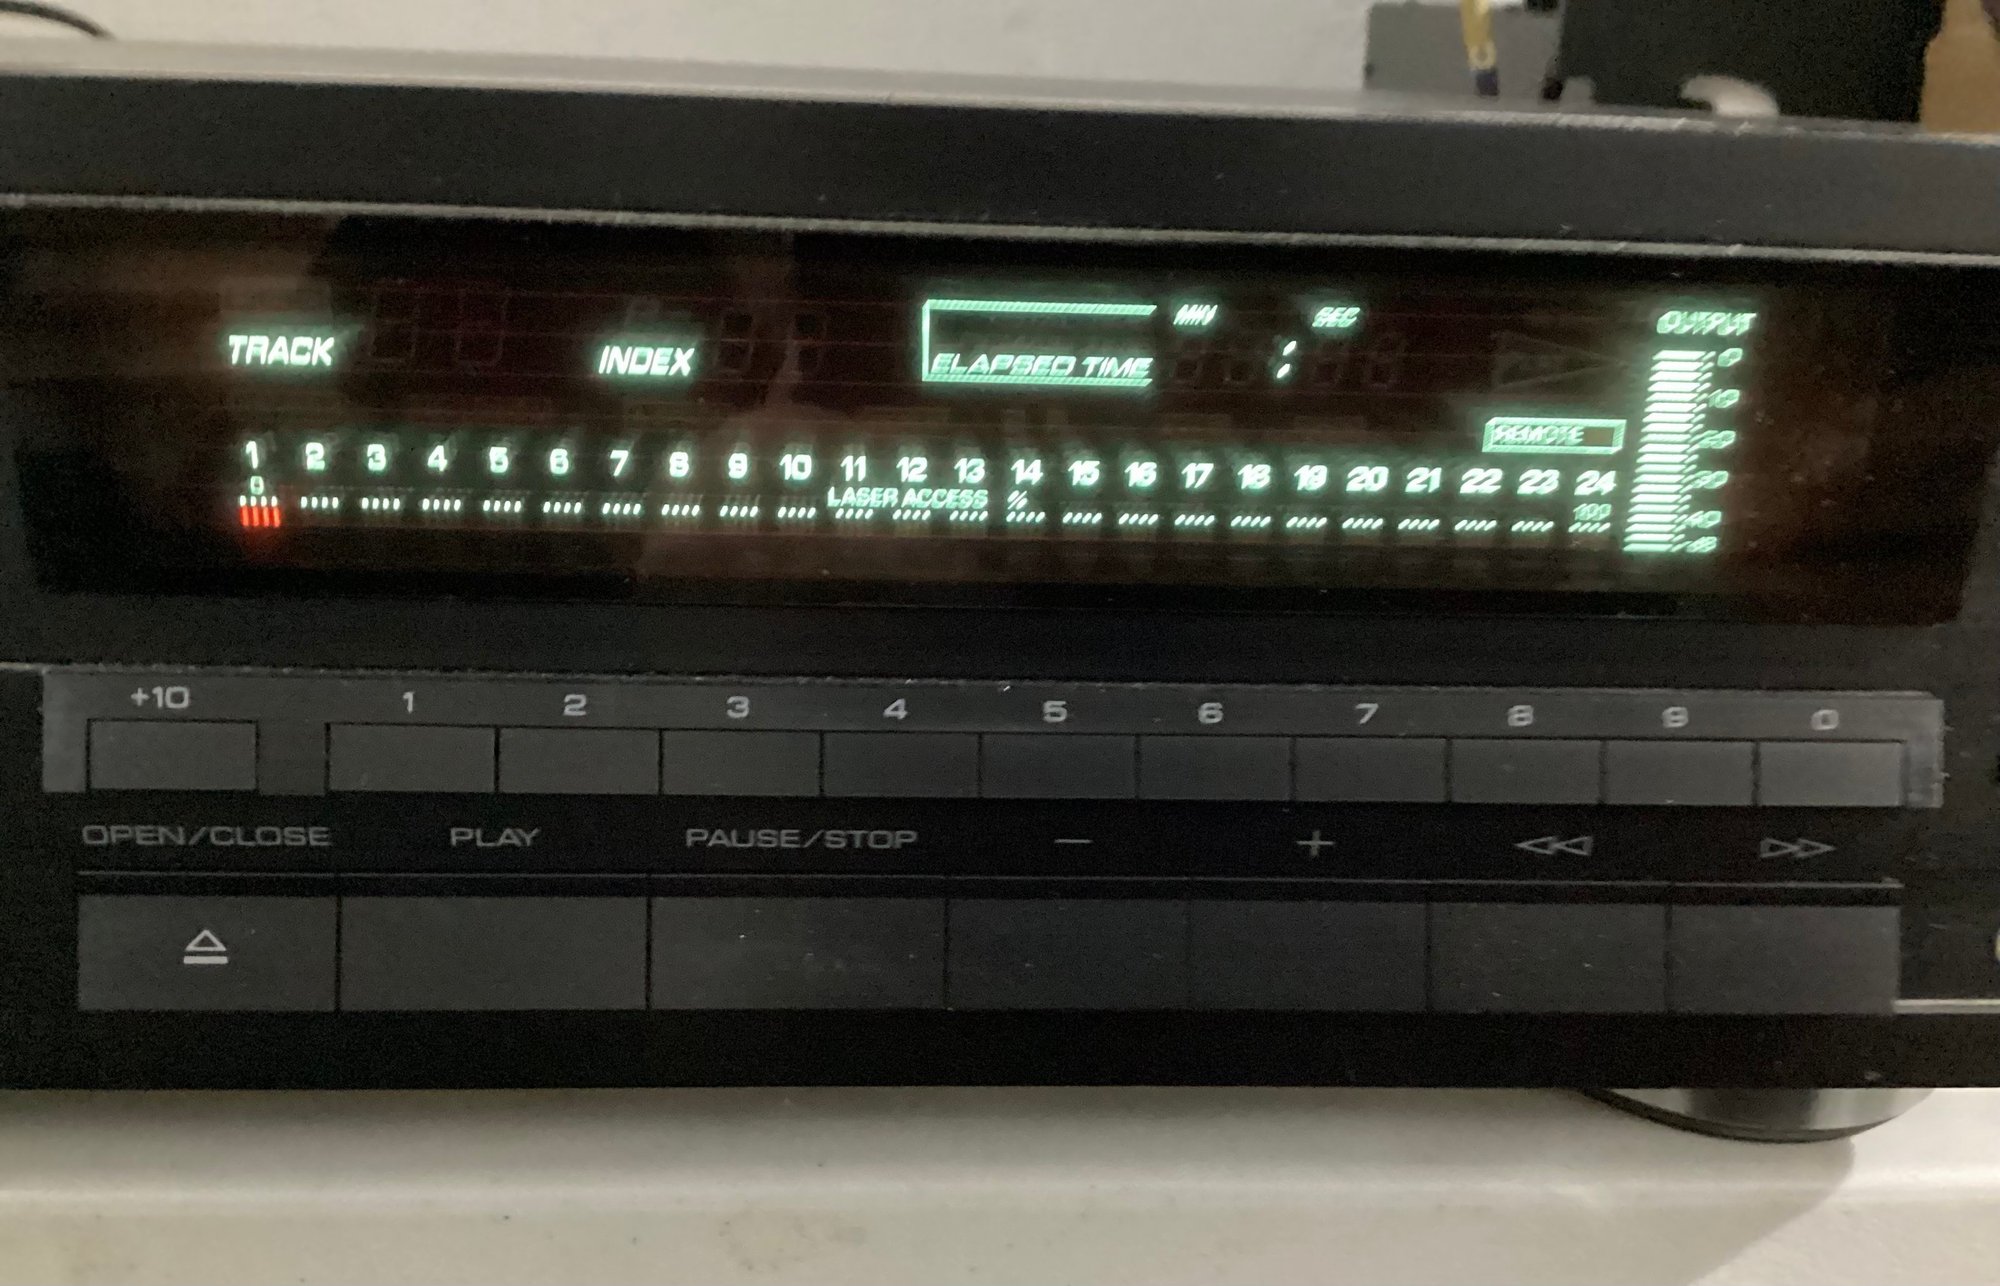 MIN SEC OUTPUT
TRACK INDEX ELAPSED TIME : 0
10
REMOTE 20
1 2 3 4 5 6 7 8 9 10 11 12 13 14 15 16 17 18 19 20 21 22 23 24 30
0 LASER ACCESS % 100 40
-dB
+10 1 2 3 4 5 6 7 8 9 0
OPEN/CLOSE PLAY PAUSE/STOP − +